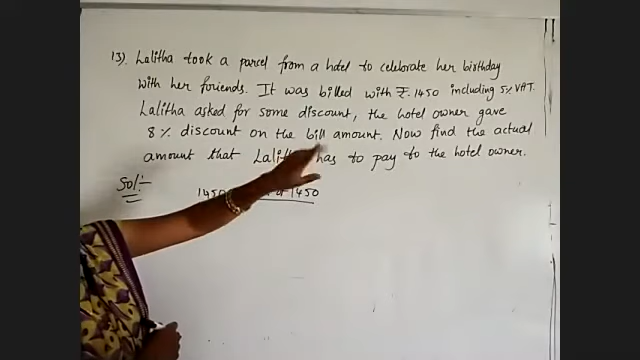 13). Lalitha took a parcel from a hotel to celebrate her birthday
with her friends. It was billed with ₹. 1450 including 5% VAT.
Lalitha asked for some discount, the hotel owner gave
8% discount on the bill amount. Now find the actual
amount that Lalitha has to pay to the hotel owner.
Sol:-
1450 of 1450